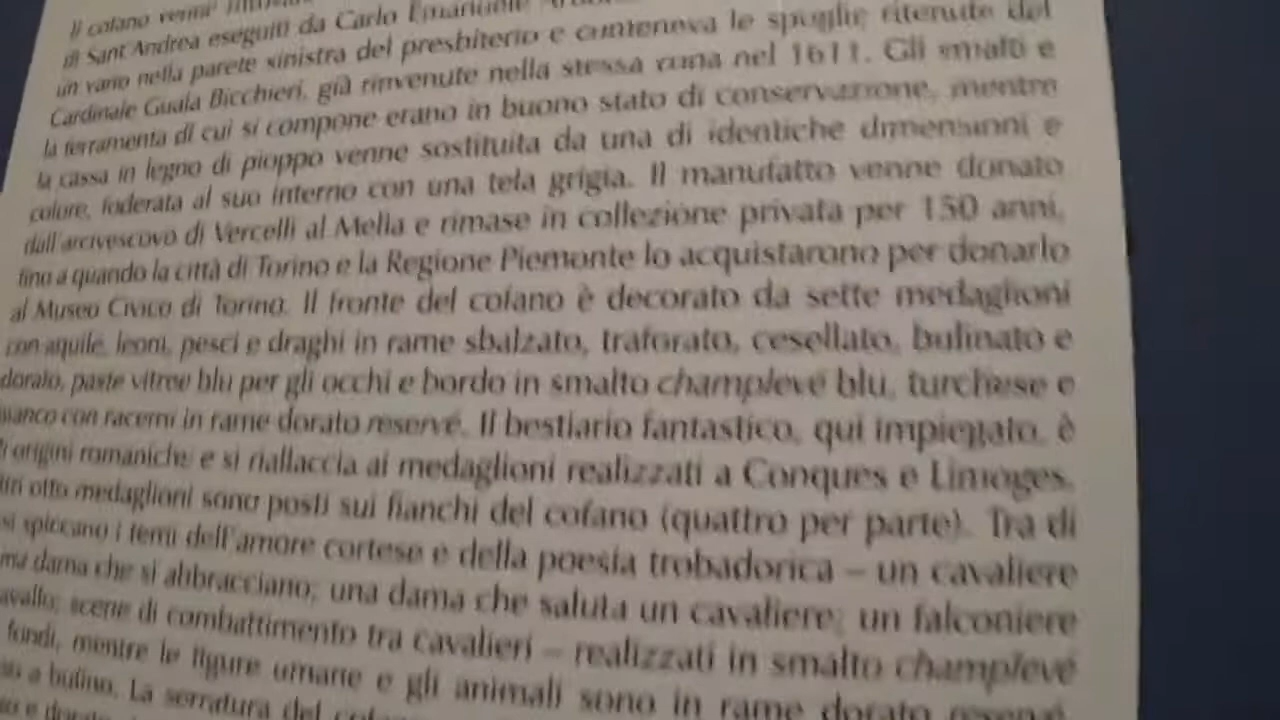 Il cofano venne
di Sant'Andrea eseguiti da Carlo Emanuele
un vano nella parete sinistra del presbiterio e conteneva le spoglie ritenute del
Cardinale Guala Bicchieri, già rinvenute nella stessa zona nel 1611. Gli smalti e
la ferramenta di cui si compone erano in buono stato di conservazione, mentre
la cassa in legno di pioppo venne sostituita da una di identiche dimensioni e
colore, foderata al suo interno con una tela grigia. Il manufatto venne donato
dall'arcivescovo di Vercelli al Mella e rimase in collezione privata per 150 anni,
fino a quando la città di Torino e la Regione Piemonte lo acquistarono per donarlo
al Museo Civico di Torino. Il fronte del cofano è decorato da sette medaglioni
con aquile, leoni, pesci e draghi in rame sbalzato, traforato, cesellato, bulinato e
dorato, paste vitree blu per gli occhi e bordo in smalto champlevé blu, turchese e
bianco con racemi in rame dorato reservé. Il bestiario fantastico, qui impiegato, è
di origini romaniche e si riallaccia ai medaglioni realizzati a Conques e Limoges.
otto medaglioni sono posti sui fianchi del cofano (quattro per parte). Tra di
si spiccano i temi dell'amore cortese e della poesia trobadorica – un cavaliere
dama che si abbracciano; una dama che saluta un cavaliere; un falconiere
scene di combattimento tra cavalieri – realizzati in smalto champlevé
fondi, mentre le figure umane e gli animali sono in rame dorato reservé,
a bulino. La serratura del
e